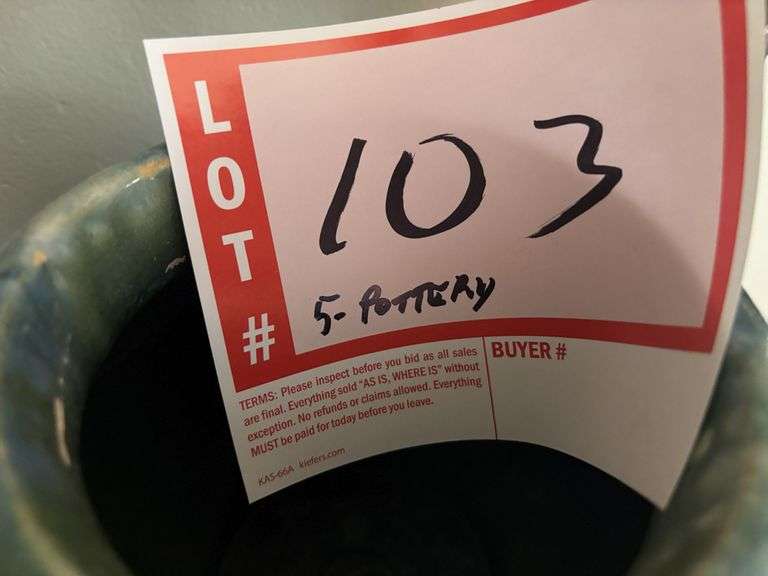 LOT #
103
5- POTTERY
TERMS: Please inspect before you bid as all sales
are final. Everything sold "AS IS, WHERE IS" without
exception. No refunds or claims allowed. Everything
MUST be paid for today before you leave.
BUYER #
KAS-66A kiefers.com